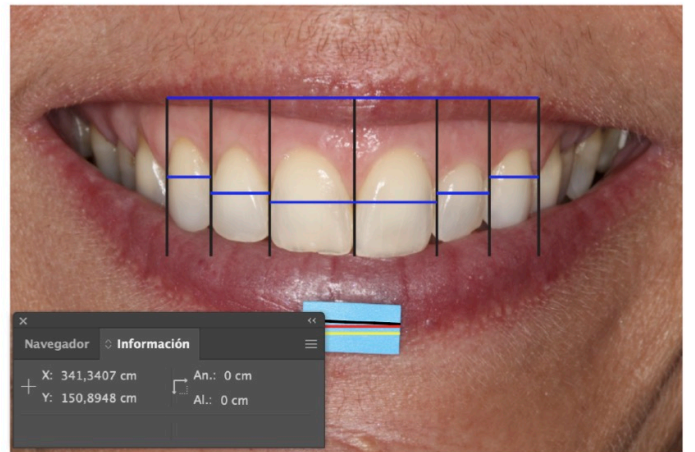 Navegador
Información
X: 341,3407 cm
Y: 150,8948 cm
An.: 0 cm
Al.: 0 cm